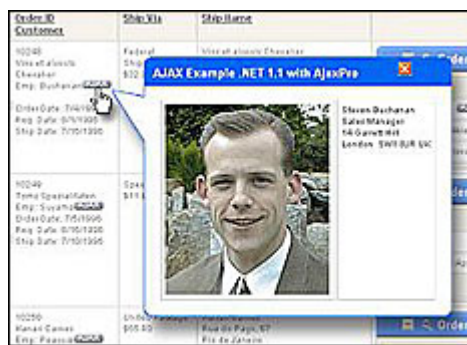 Order ID
Customer
Ship Via
Ship Name
10248
Vins et alcools
Chevalier
Emp: Buchanan
OrderDate: 7/4/1996
Req. Date: 8/1/1996
Ship Date: 7/16/1996
Federal
$32
Vins et alcools Chevalier
Order
AJAX Example .NET 1.1 with AjaxPro
Steven Buchanan
Sales Manager
14 Garrett Hill
London SW1 8JR UK
10249
Toms Spezialitäten
Emp: Suyama
OrderDate: 7/5/1996
Req. Date: 8/16/1996
Ship Date: 7/10/1996
Order
10250
Hanari Carnes
Emp: Peacock
United Package
Hanari Carnes
Rua do Paço, 67
Rio de Janeiro
Order